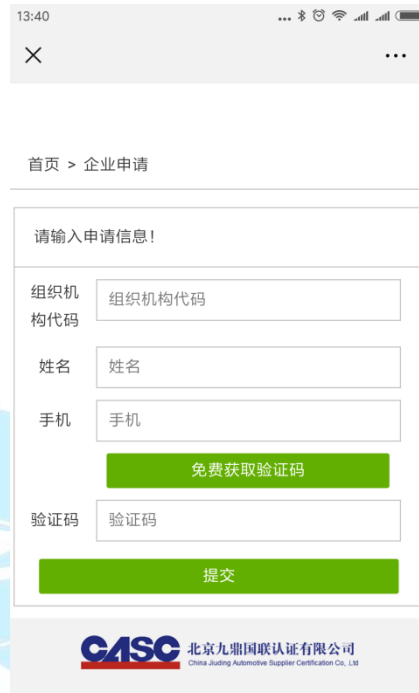 13:40
首页 > 企业申请
请输入申请信息！
组织机
构代码
组织机构代码
姓名
姓名
手机
手机
免费获取验证码
验证码
验证码
提交
CASC 北京九鼎国联认证有限公司
China Jiuding Automotive Supplier Certification Co., Ltd